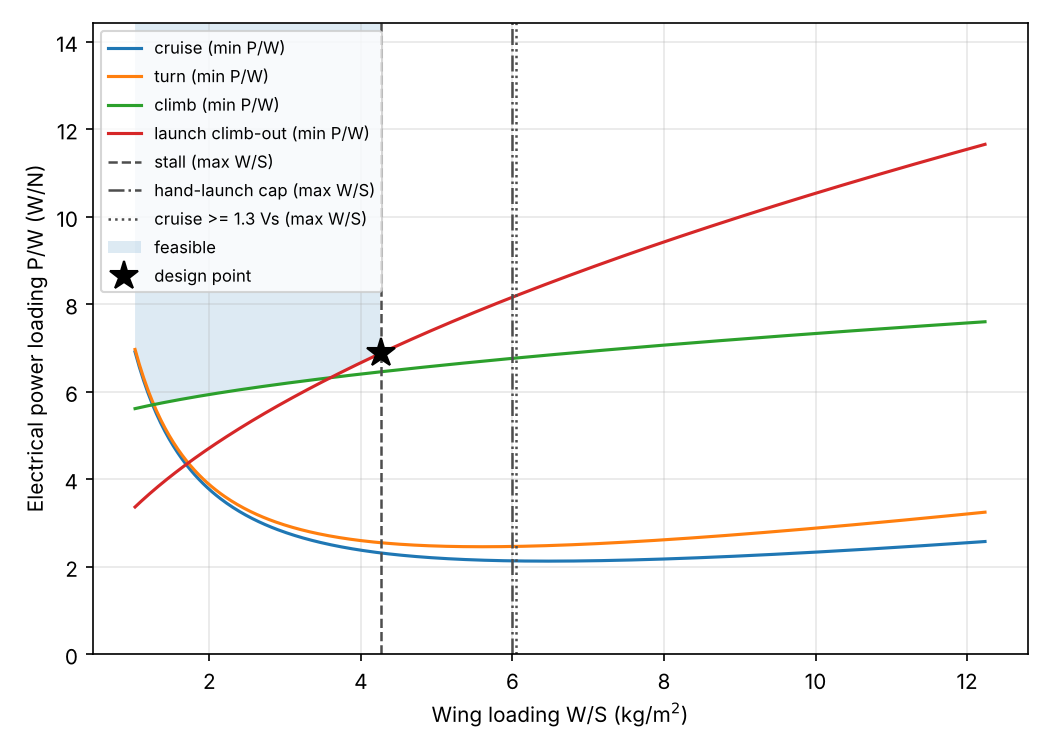 cruise (min P/W)
turn (min P/W)
climb (min P/W)
launch climb-out (min P/W)
stall (max W/S)
hand-launch cap (max W/S)
cruise >= 1.3 Vs (max W/S)
feasible
design point
Electrical power loading P/W (W/N)
14
12
10
8
6
4
2
0
2 4 6 8 10 12
Wing loading W/S (kg/m²)